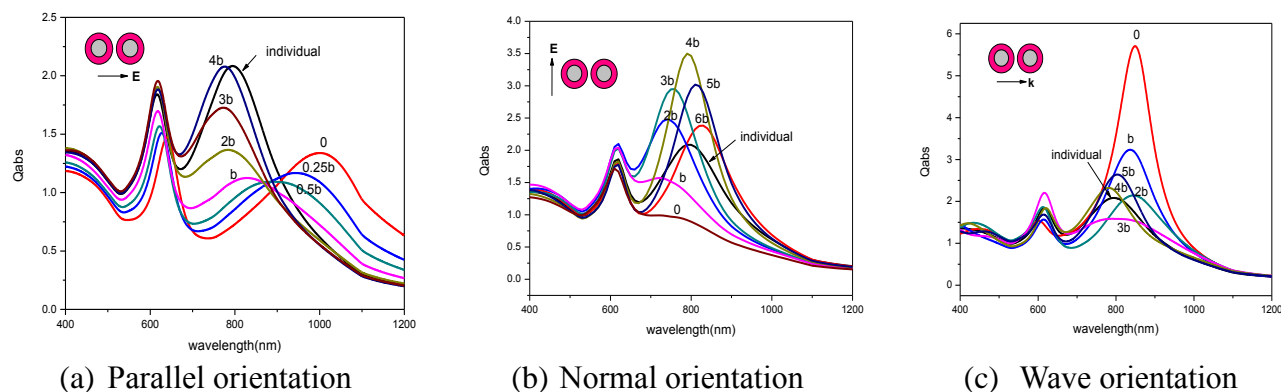 2.5
2.0
1.5
1.0
0.5
0.0
Qabs
E
4b
individual
3b
2b
b
0
0.25b
0.5b
400 600 800 1000 1200
wavelength(nm)
(a) Parallel orientation
4.0
3.5
3.0
2.5
2.0
1.5
1.0
0.5
0.0
Qabs
E
4b
3b
5b
2b
6b
individual
b
0
400 600 800 1000 1200
wavelength(nm)
(b) Normal orientation
6
5
4
3
2
1
0
Qabs
k
0
b
individual
5b
4b
2b
3b
400 600 800 1000 1200
wavelength(nm)
(c) Wave orientation